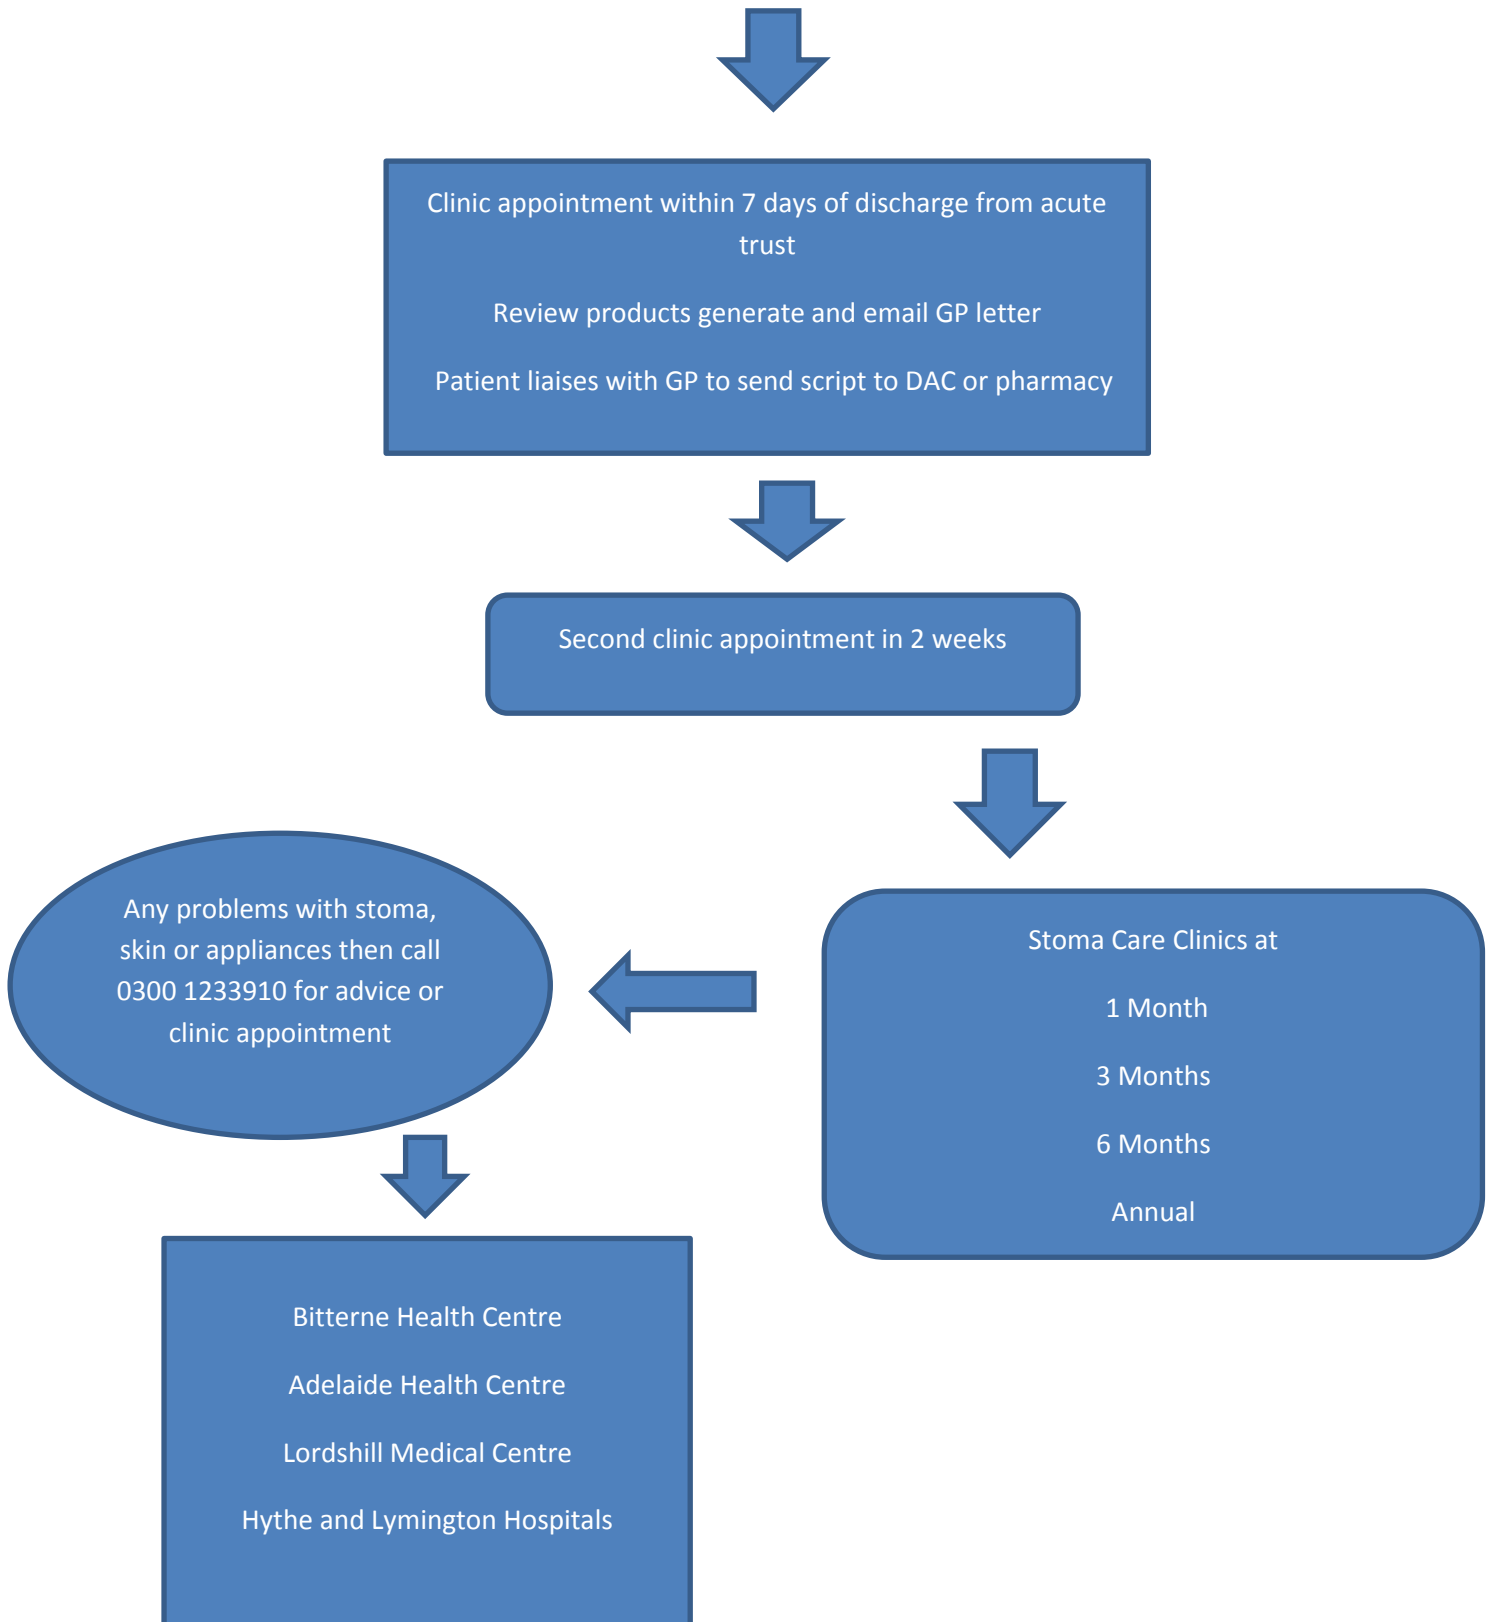 Clinic appointment within 7 days of discharge from acute
trust
Review products generate and email GP letter
Patient liaises with GP to send script to DAC or pharmacy
Second clinic appointment in 2 weeks
Any problems with stoma,
skin or appliances then call
0300 1233910 for advice or
clinic appointment
Stoma Care Clinics at
1 Month
3 Months
6 Months
Annual
Bitterne Health Centre
Adelaide Health Centre
Lordshill Medical Centre
Hythe and Lymington Hospitals